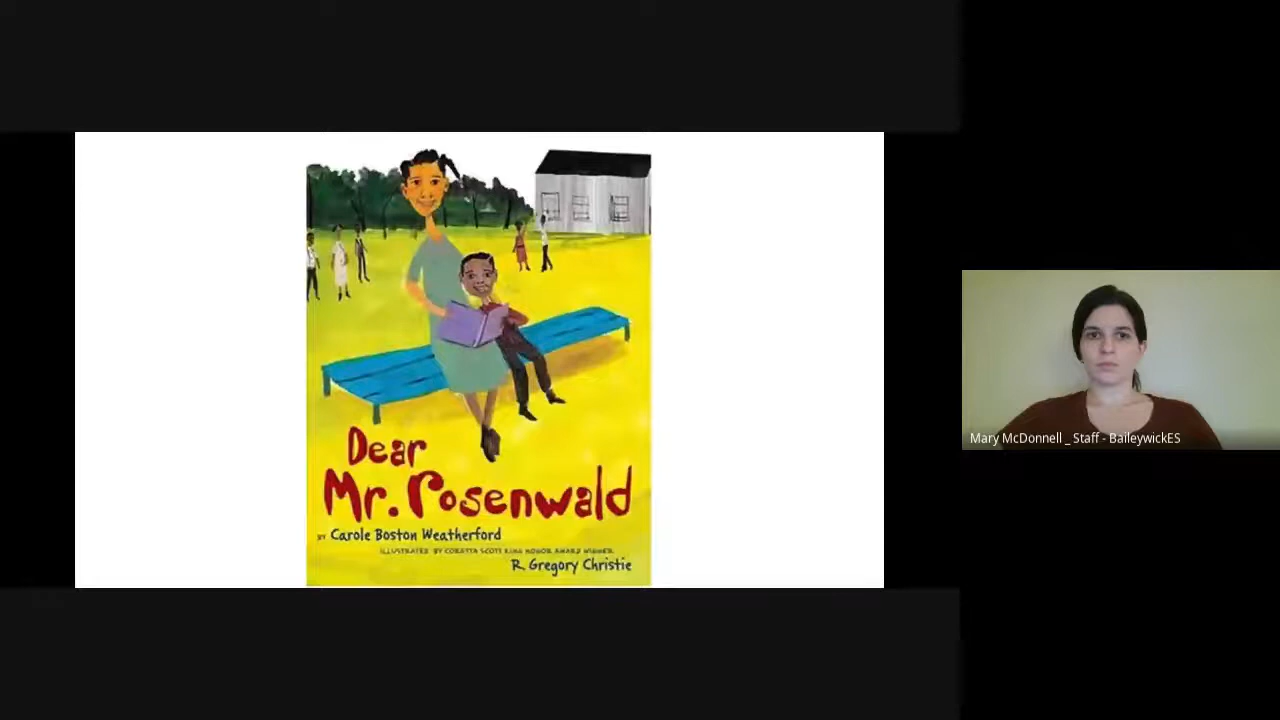 Dear
Mr. Rosenwald
BY Carole Boston Weatherford
ILLUSTRATED BY CORETTA SCOTT KING HONOR AWARD WINNER
R. Gregory Christie
Mary McDonnell _ Staff - BaileywickES